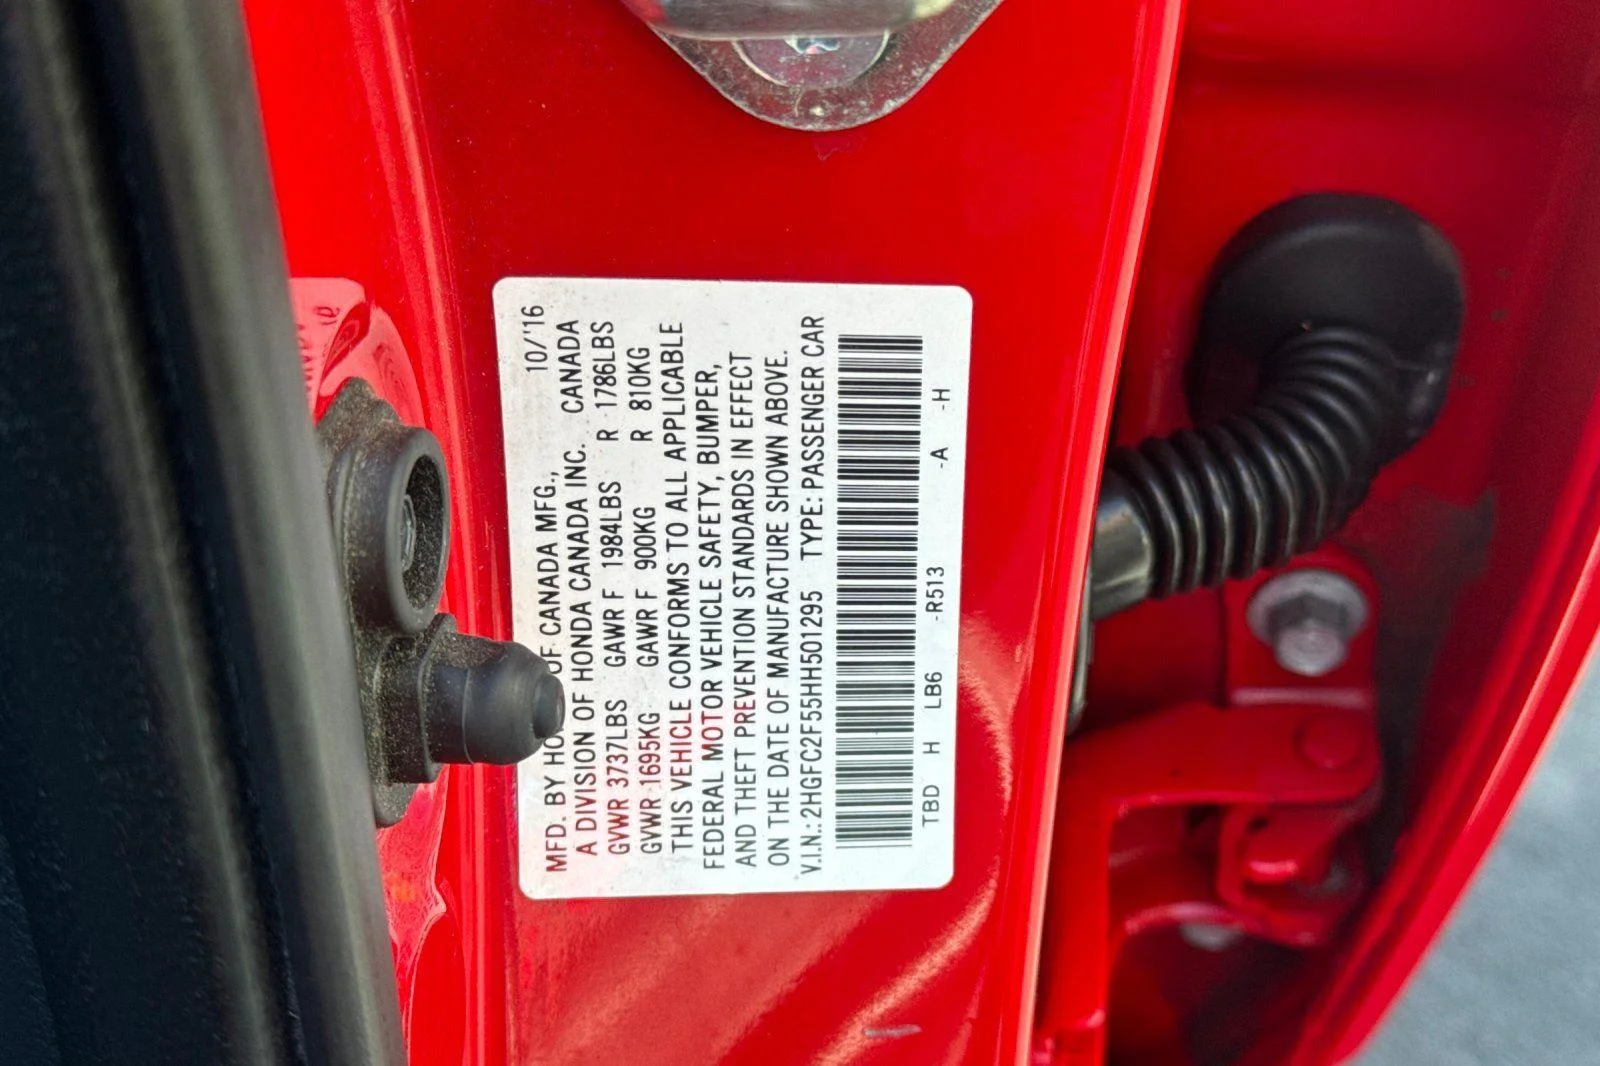 MFD. BY HO OF CANADA MFG., 10/'16
A DIVISION OF HONDA CANADA INC. CANADA
GVWR 3737LBS GAWR F 1984LBS R 1786LBS
GVWR 1695KG GAWR F 900KG R 810KG
THIS VEHICLE CONFORMS TO ALL APPLICABLE
FEDERAL MOTOR VEHICLE SAFETY, BUMPER,
AND THEFT PREVENTION STANDARDS IN EFFECT
ON THE DATE OF MANUFACTURE SHOWN ABOVE.
V.I.N.: 2HGFC2F55HH501295 TYPE: PASSENGER CAR
TBD H LB6 -R513 -A -H